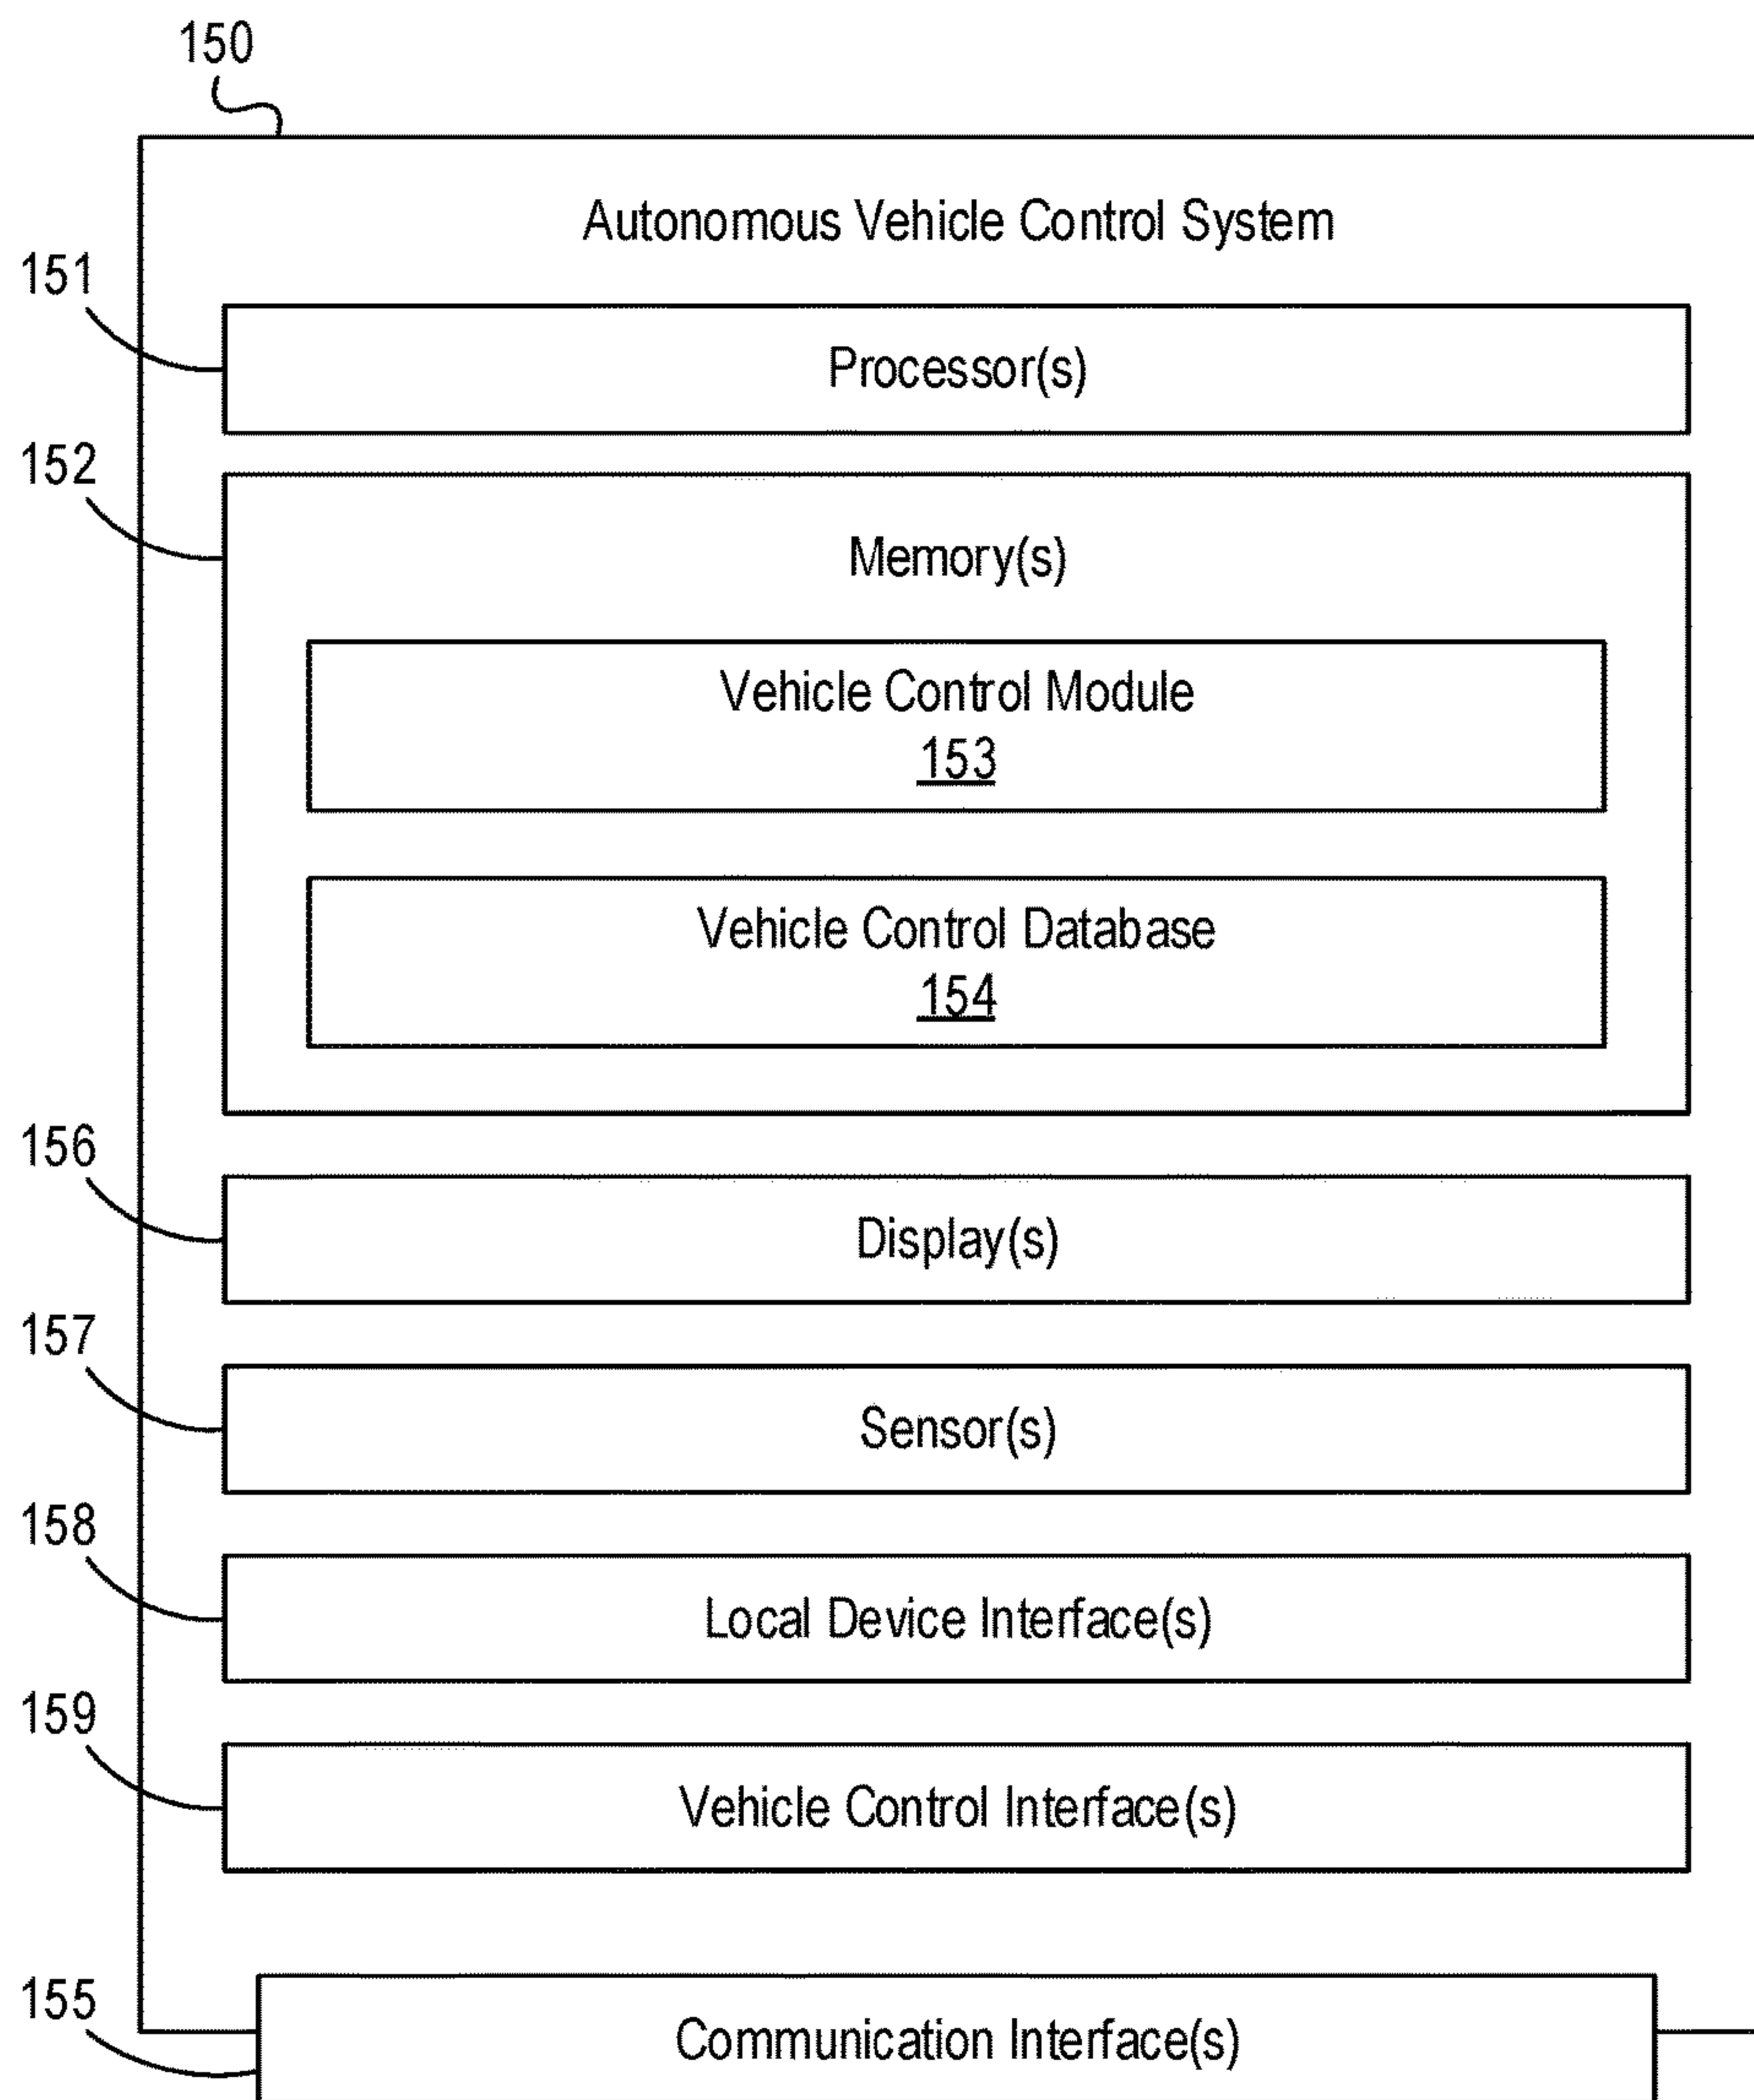 150
Autonomous Vehicle Control System
151
Processor(s)
152
Memory(s)
Vehicle Control Module
153
Vehicle Control Database
154
156
Display(s)
157
Sensor(s)
158
Local Device Interface(s)
159
Vehicle Control Interface(s)
155
Communication Interface(s)